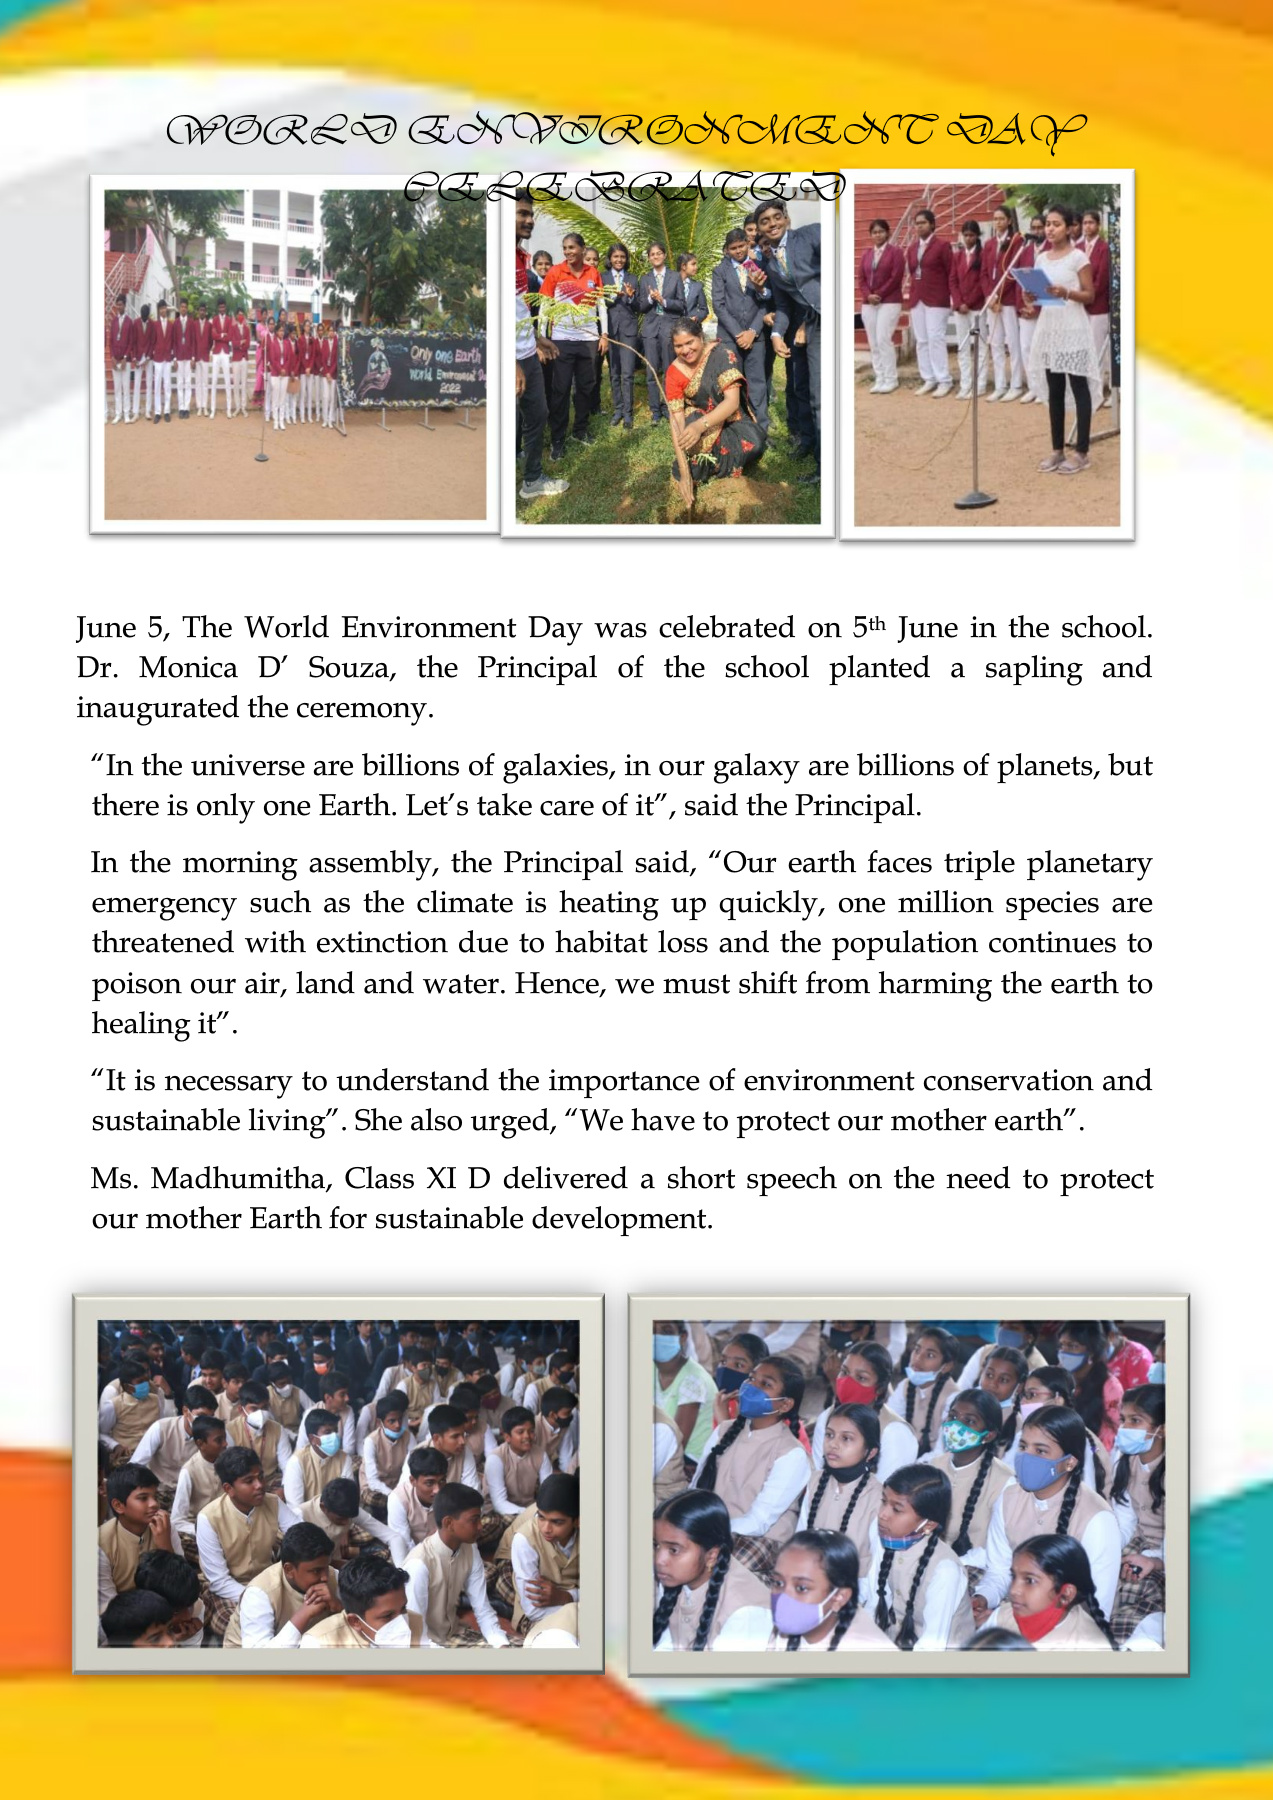 WORLD ENVIRONMENT DAY
CELEBRATED
Only one Earth
World Environmental Da
2022
June 5, The World Environment Day was celebrated on 5th June in the school.
Dr. Monica D’ Souza, the Principal of the school planted a sapling and
inaugurated the ceremony.
“In the universe are billions of galaxies, in our galaxy are billions of planets, but
there is only one Earth. Let’s take care of it”, said the Principal.
In the morning assembly, the Principal said, “Our earth faces triple planetary
emergency such as the climate is heating up quickly, one million species are
threatened with extinction due to habitat loss and the population continues to
poison our air, land and water. Hence, we must shift from harming the earth to
healing it”.
“It is necessary to understand the importance of environment conservation and
sustainable living”. She also urged, “We have to protect our mother earth”.
Ms. Madhumitha, Class XI D delivered a short speech on the need to protect
our mother Earth for sustainable development.